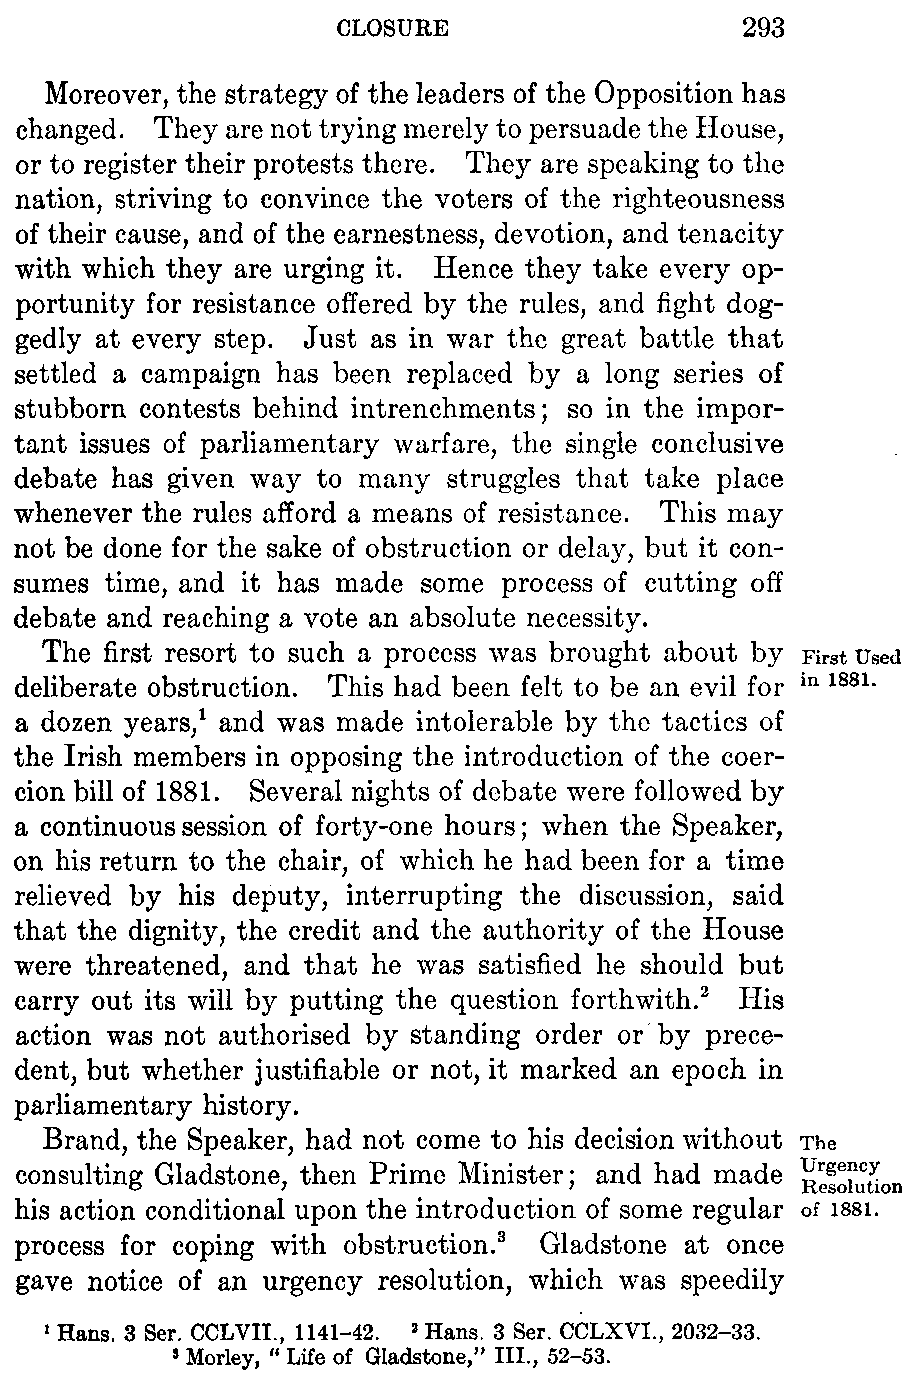 CLOSURE 293
Moreover, the strategy of the leaders of the Opposition has
changed. They are not trying merely to persuade the House,
or to register their protests there. They are speaking to the
nation, striving to convince the voters of the righteousness
of their cause, and of the earnestness, devotion, and tenacity
with which they are urging it. Hence they take every op-
portunity for resistance offered by the rules, and fight dog-
gedly at every step. Just as in war the great battle that
settled a campaign has been replaced by a long series of
stubborn contests behind intrenchments; so in the impor-
tant issues of parliamentary warfare, the single conclusive
debate has given way to many struggles that take place
whenever the rules afford a means of resistance. This may
not be done for the sake of obstruction or delay, but it con-
sumes time, and it has made some process of cutting off
debate and reaching a vote an absolute necessity.
The first resort to such a process was brought about by
deliberate obstruction. This had been felt to be an evil for
a dozen years,¹ and was made intolerable by the tactics of
the Irish members in opposing the introduction of the coer-
cion bill of 1881. Several nights of debate were followed by
a continuous session of forty-one hours; when the Speaker,
on his return to the chair, of which he had been for a time
relieved by his deputy, interrupting the discussion, said
that the dignity, the credit and the authority of the House
were threatened, and that he was satisfied he should but
carry out its will by putting the question forthwith.² His
action was not authorised by standing order or by prece-
dent, but whether justifiable or not, it marked an epoch in
parliamentary history.
First Used
in 1881.
Brand, the Speaker, had not come to his decision without
consulting Gladstone, then Prime Minister; and had made
his action conditional upon the introduction of some regular
process for coping with obstruction.³ Gladstone at once
gave notice of an urgency resolution, which was speedily
The
Urgency
Resolution
of 1881.
¹ Hans. 3 Ser. CCLVII., 1141–42. ² Hans. 3 Ser. CCLXVI., 2032–33.
³ Morley, "Life of Gladstone," III., 52–53.